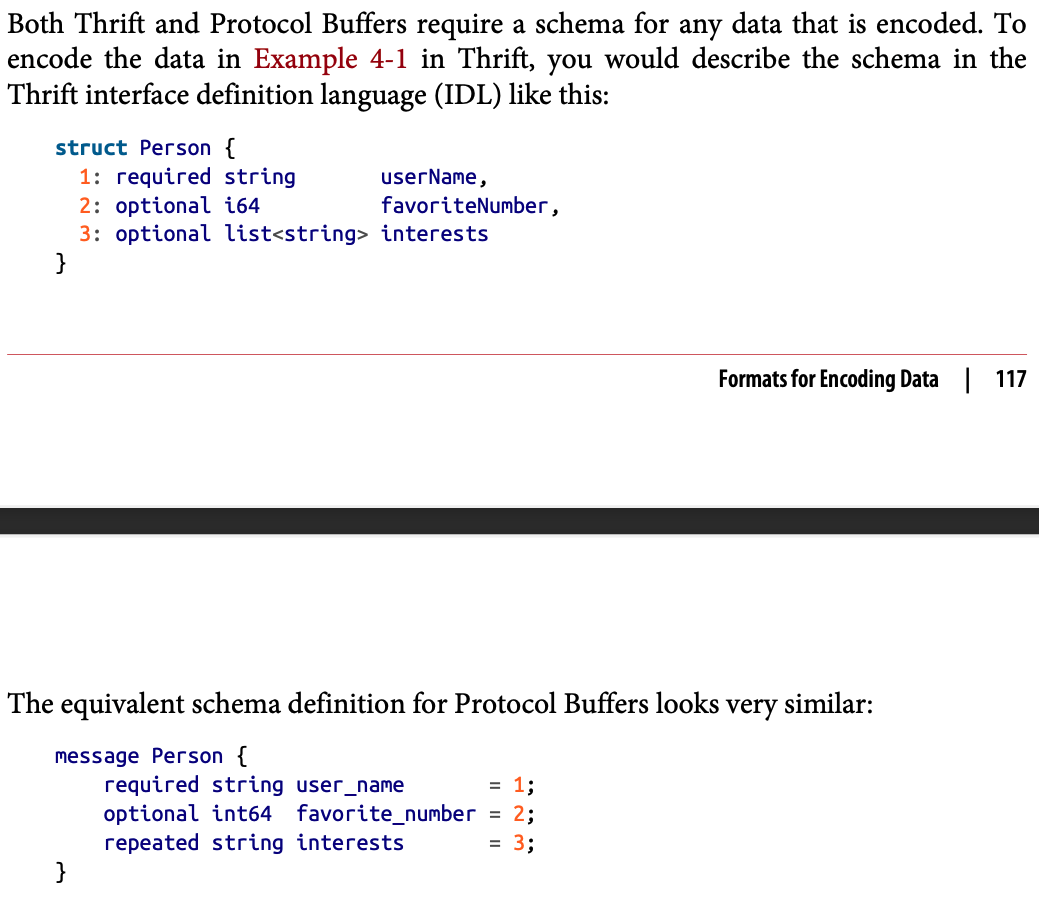 Both Thrift and Protocol Buffers require a schema for any data that is encoded. To
encode the data in Example 4-1 in Thrift, you would describe the schema in the
Thrift interface definition language (IDL) like this:
struct Person {
  1: required string       userName,
  2: optional i64          favoriteNumber,
  3: optional list<string> interests
}
Formats for Encoding Data | 117
The equivalent schema definition for Protocol Buffers looks very similar:
message Person {
    required string user_name       = 1;
    optional int64  favorite_number = 2;
    repeated string interests       = 3;
}